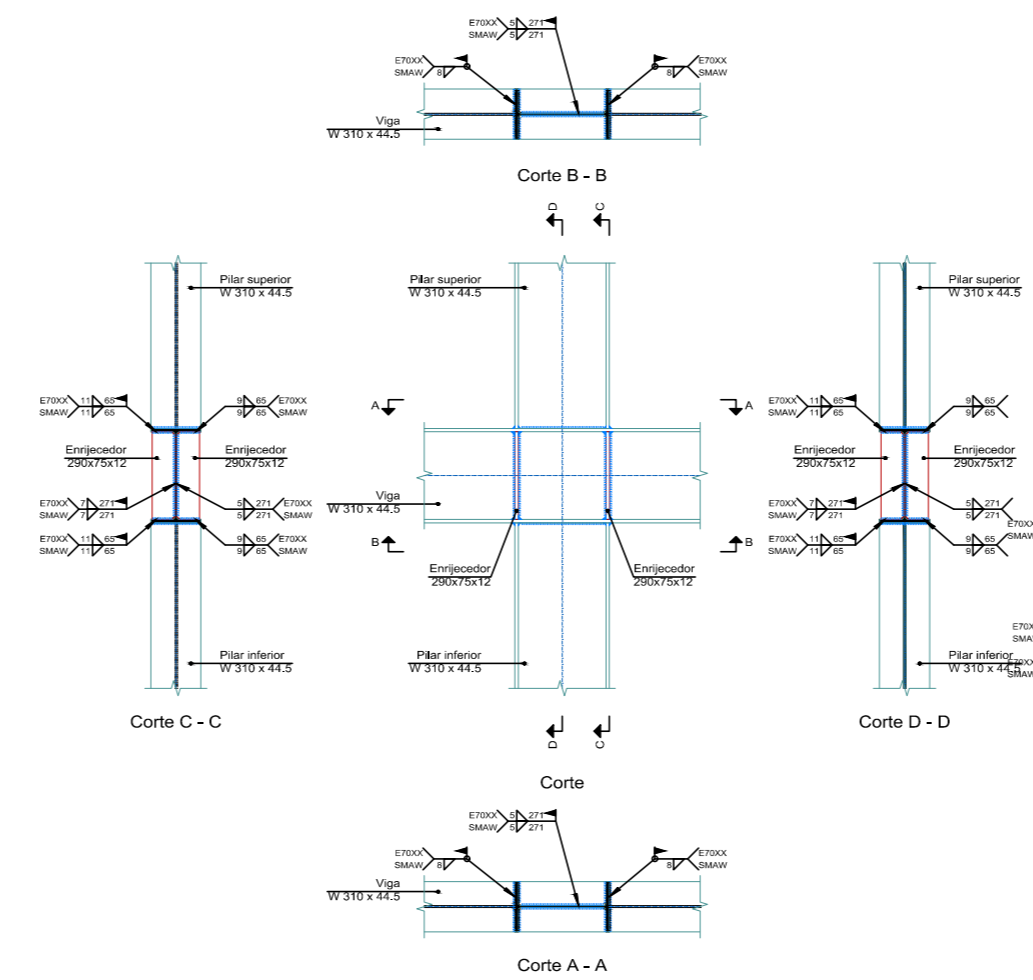 E70XX 5 271
SMAW 5 271
E70XX
SMAW 8
E70XX
8 SMAW
Viga
W 310 x 44.5
Corte B - B
D
C
Pilar superior
W 310 x 44.5
Pilar superior
W 310 x 44.5
Pilar superior
W 310 x 44.5
E70XX 11 65
SMAW 11 65
9 65 E70XX
9 65 SMAW
A
A
E70XX 11 65
SMAW 11 65
9 65
9 65
Enrijecedor
290x75x12
Enrijecedor
290x75x12
Enrijecedor
290x75x12
Enrijecedor
290x75x12
E70XX 7 271
SMAW 7 271
5 271 E70XX
5 271 SMAW
Viga
W 310 x 44.5
E70XX 7 271
SMAW 7 271
5 271
5 271
E70XX
SMAW
E70XX 11 65
SMAW 11 65
9 65 E70XX
9 65 SMAW
B
B
E70XX 11 65
SMAW 11 65
9 65
9 65
Enrijecedor
290x75x12
Enrijecedor
290x75x12
Pilar inferior
W 310 x 44.5
Pilar inferior
W 310 x 44.5
Pilar inferior
W 310 x 44.5
E70XX
SMAW
Corte C - C
D
C
Corte D - D
Corte
E70XX 5 271
SMAW 5 271
E70XX
SMAW 8
E70XX
8 SMAW
Viga
W 310 x 44.5
Corte A - A